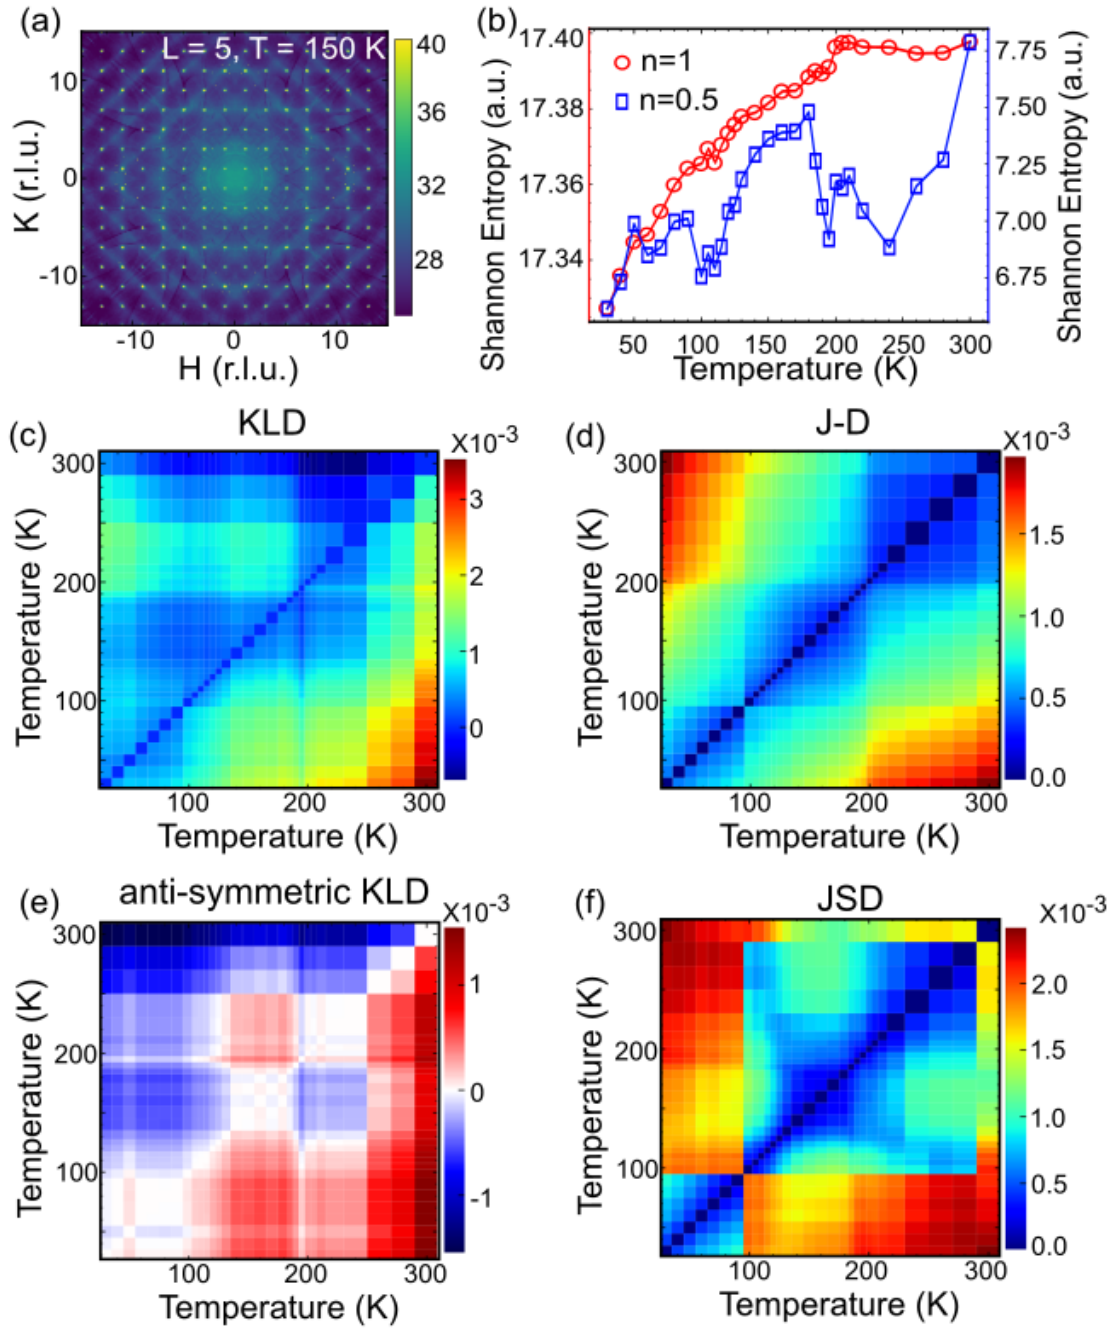 (a)
L = 5, T = 150 K
10
0
-10
K (r.l.u.)
-10
0
10
H (r.l.u.)
40
36
32
28
(b)
17.40
17.38
17.36
17.34
Shannon Entropy (a.u.)
n=1
n=0.5
7.75
7.50
7.25
7.00
6.75
Shannon Entropy (a.u.)
50
100
150
200
250
300
Temperature (K)
(c)
KLD
X10-3
300
200
100
Temperature (K)
100
200
300
Temperature (K)
3
2
1
0
(d)
J-D
X10-3
300
200
100
Temperature (K)
100
200
300
Temperature (K)
1.5
1.0
0.5
0.0
(e)
anti-symmetric KLD
X10-3
300
200
100
Temperature (K)
100
200
300
Temperature (K)
1
0
-1
(f)
JSD
X10-3
300
200
100
Temperature (K)
100
200
300
Temperature (K)
2.0
1.5
1.0
0.5
0.0